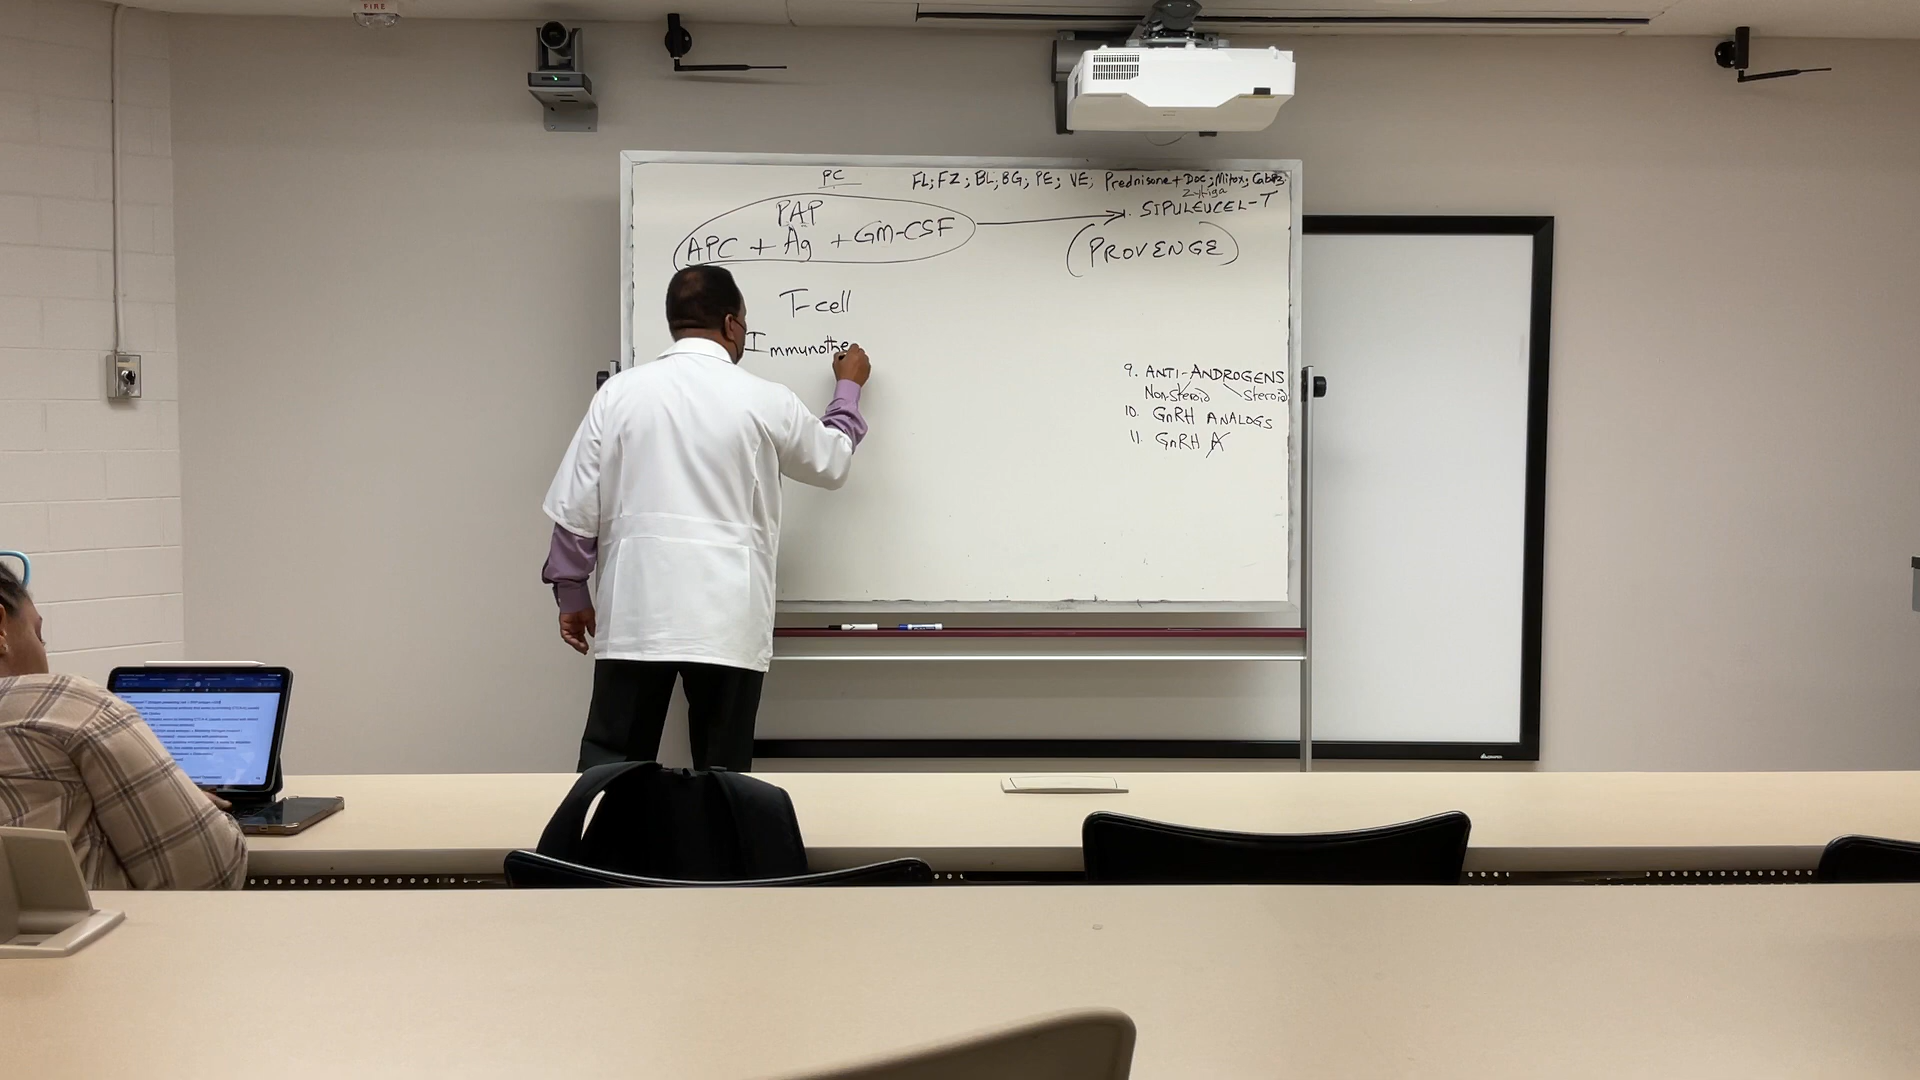 FIRE
PC
FL; FZ; BL; BG; PE; VE; Prednisone + Doc; Mitox; Cabaz
Zytiga
PAP
APC + Ag + GM-CSF
SIPULEUCEL-T
(PROVENGE)
T-cell
Immunothe
9. ANTI-ANDROGENS
Non-Steroid Steroid
10. GnRH ANALOGS
11. GnRH A